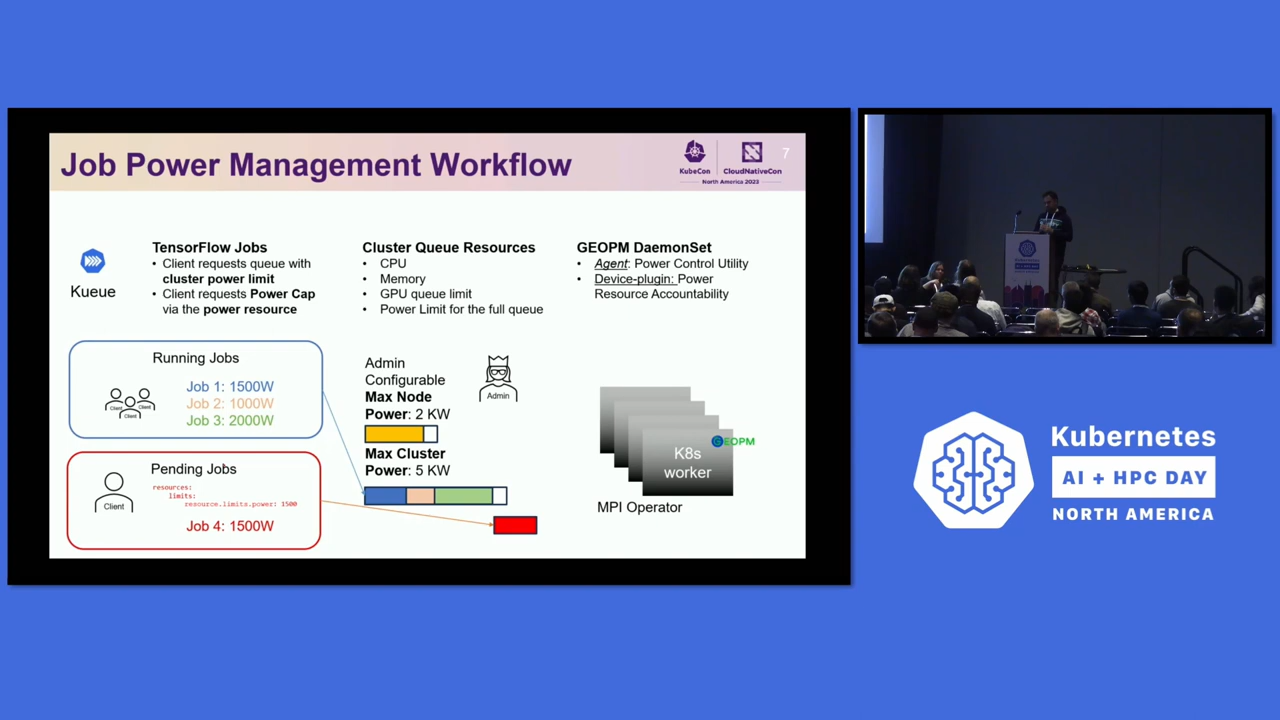 Job Power Management Workflow
KubeCon
CloudNativeCon
North America 2023
7
Kueue
TensorFlow Jobs
• Client requests queue with
cluster power limit
• Client requests Power Cap
via the power resource
Cluster Queue Resources
• CPU
• Memory
• GPU queue limit
• Power Limit for the full queue
GEOPM DaemonSet
• Agent: Power Control Utility
• Device-plugin: Power
Resource Accountability
Running Jobs
Client
Client
Client
Job 1: 1500W
Job 2: 1000W
Job 3: 2000W
Pending Jobs
Client
resources:
limits:
resource.limits.power: 1500
Job 4: 1500W
Admin
Configurable
Max Node
Power: 2 KW
Max Cluster
Power: 5 KW
Admin
GEOPM
K8s
worker
MPI Operator
Kubernetes
AI + HPC DAY
NORTH AMERICA